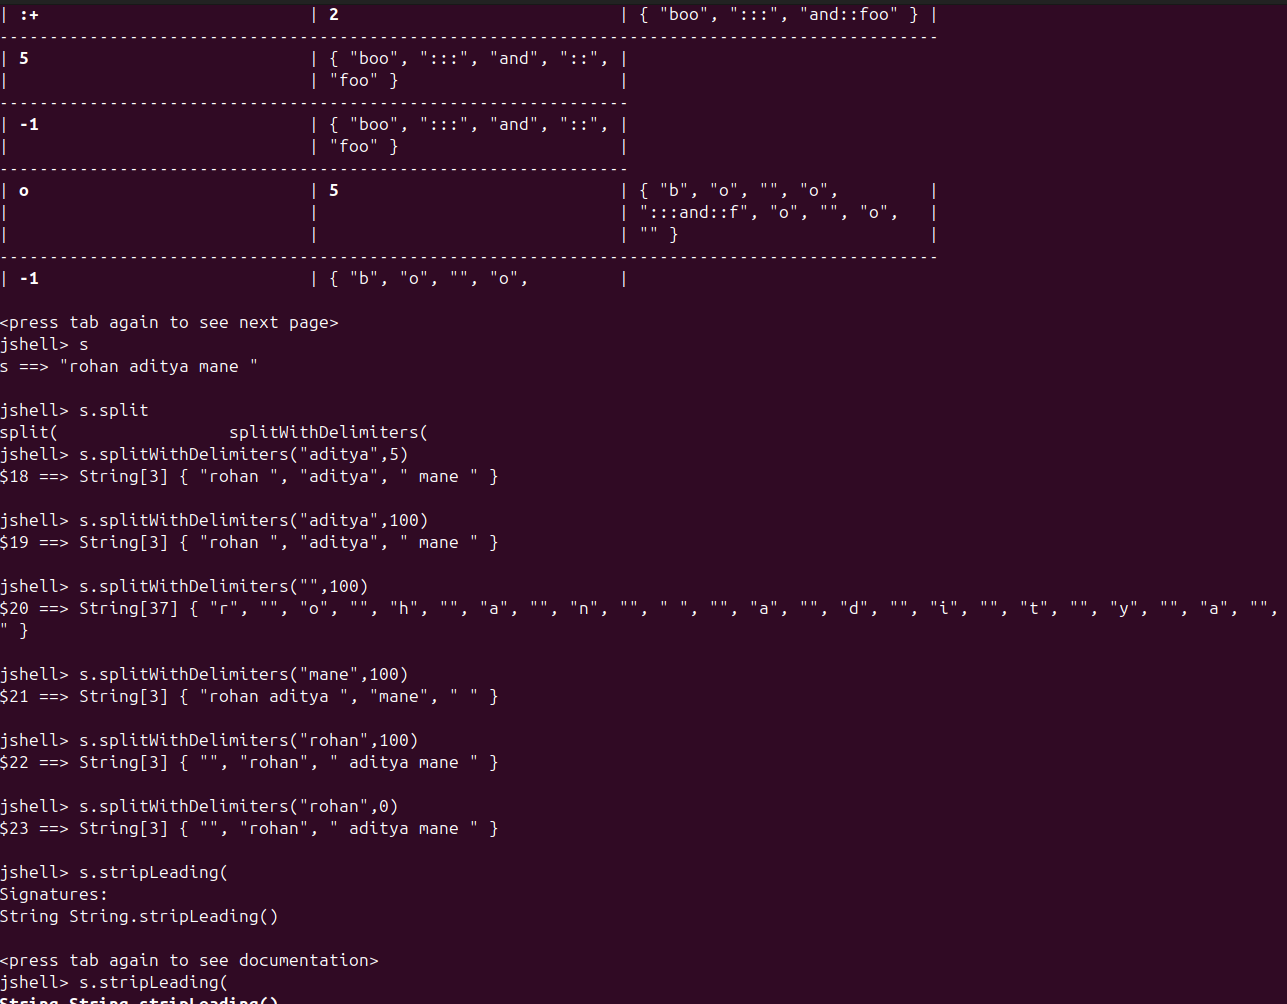 | :+ | 2 | { "boo", ":::", "and::foo" } |
----------------------------------------------------------------------------------------------
| 5 | { "boo", ":::", "and", "::", |
| | "foo" } |
---------------------------------------------------------------
| -1 | { "boo", ":::", "and", "::", |
| | "foo" } |
---------------------------------------------------------------
| o | 5 | { "b", "o", "", "o", |
| | | ":::and::f", "o", "", "o", |
| | | "" } |
----------------------------------------------------------------------------------------------
| -1 | { "b", "o", "", "o", |
<press tab again to see next page>
jshell> s
s ==> "rohan aditya mane "
jshell> s.split
split( splitWithDelimiters(
jshell> s.splitWithDelimiters("aditya",5)
$18 ==> String[3] { "rohan ", "aditya", " mane " }
jshell> s.splitWithDelimiters("aditya",100)
$19 ==> String[3] { "rohan ", "aditya", " mane " }
jshell> s.splitWithDelimiters("",100)
$20 ==> String[37] { "r", "", "o", "", "h", "", "a", "", "n", "", " ", "", "a", "", "d", "", "i", "", "t", "", "y", "", "a", "",
" }
jshell> s.splitWithDelimiters("mane",100)
$21 ==> String[3] { "rohan aditya ", "mane", " " }
jshell> s.splitWithDelimiters("rohan",100)
$22 ==> String[3] { "", "rohan", " aditya mane " }
jshell> s.splitWithDelimiters("rohan",0)
$23 ==> String[3] { "", "rohan", " aditya mane " }
jshell> s.stripLeading(
Signatures:
String String.stripLeading()
<press tab again to see documentation>
jshell> s.stripLeading(
String String.stripLeading()